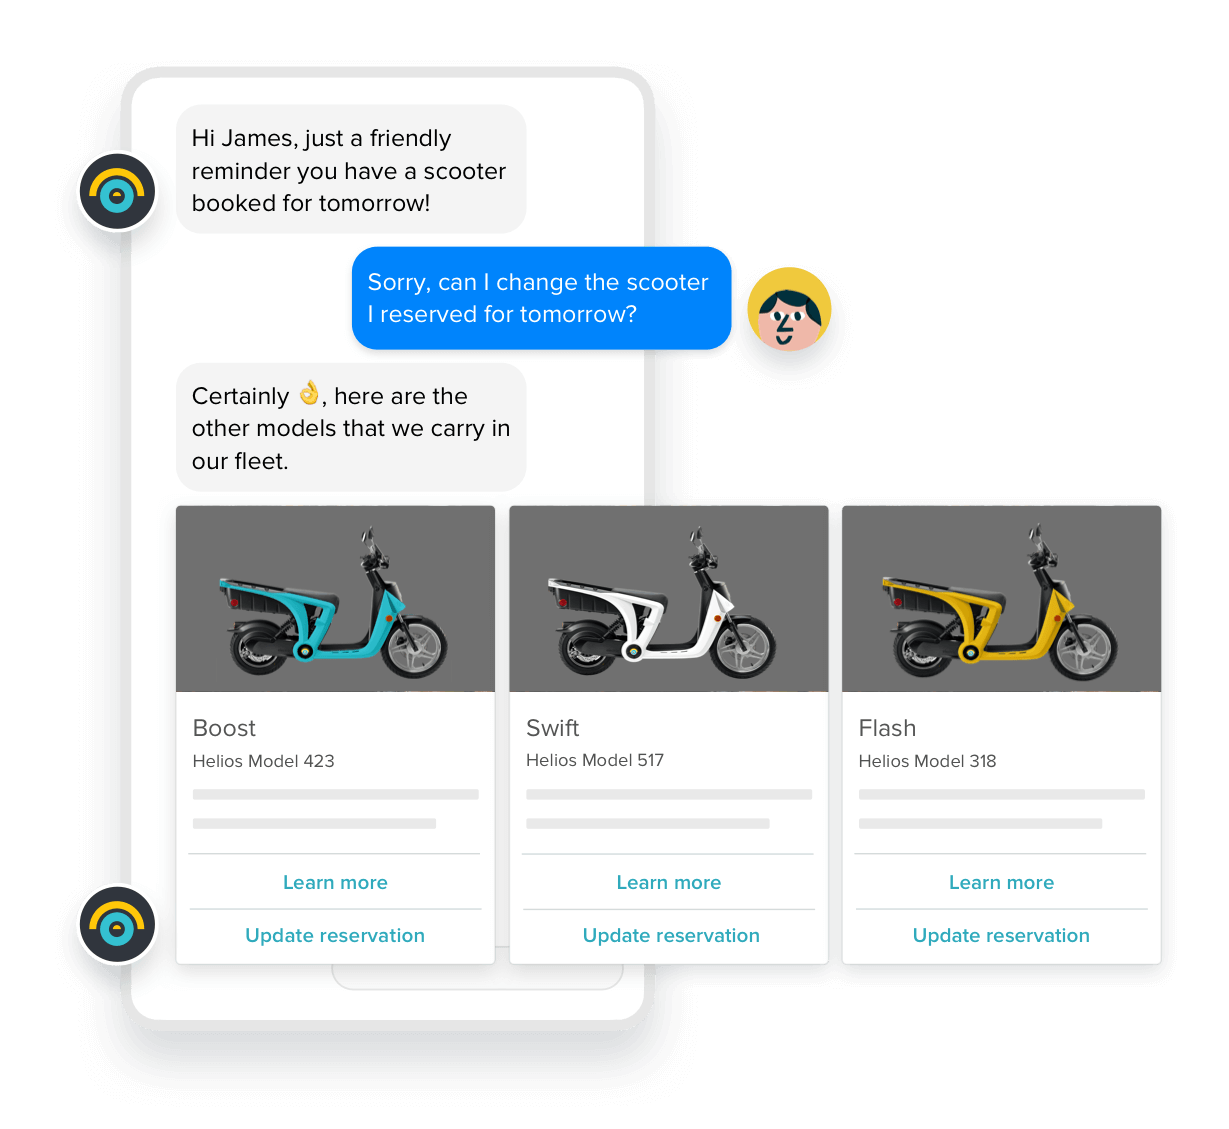 Hi James, just a friendly
reminder you have a scooter
booked for tomorrow!
Sorry, can I change the scooter
I reserved for tomorrow?
Certainly 👌, here are the
other models that we carry in
our fleet.
Boost
Helios Model 423
Learn more
Update reservation
Swift
Helios Model 517
Learn more
Update reservation
Flash
Helios Model 318
Learn more
Update reservation